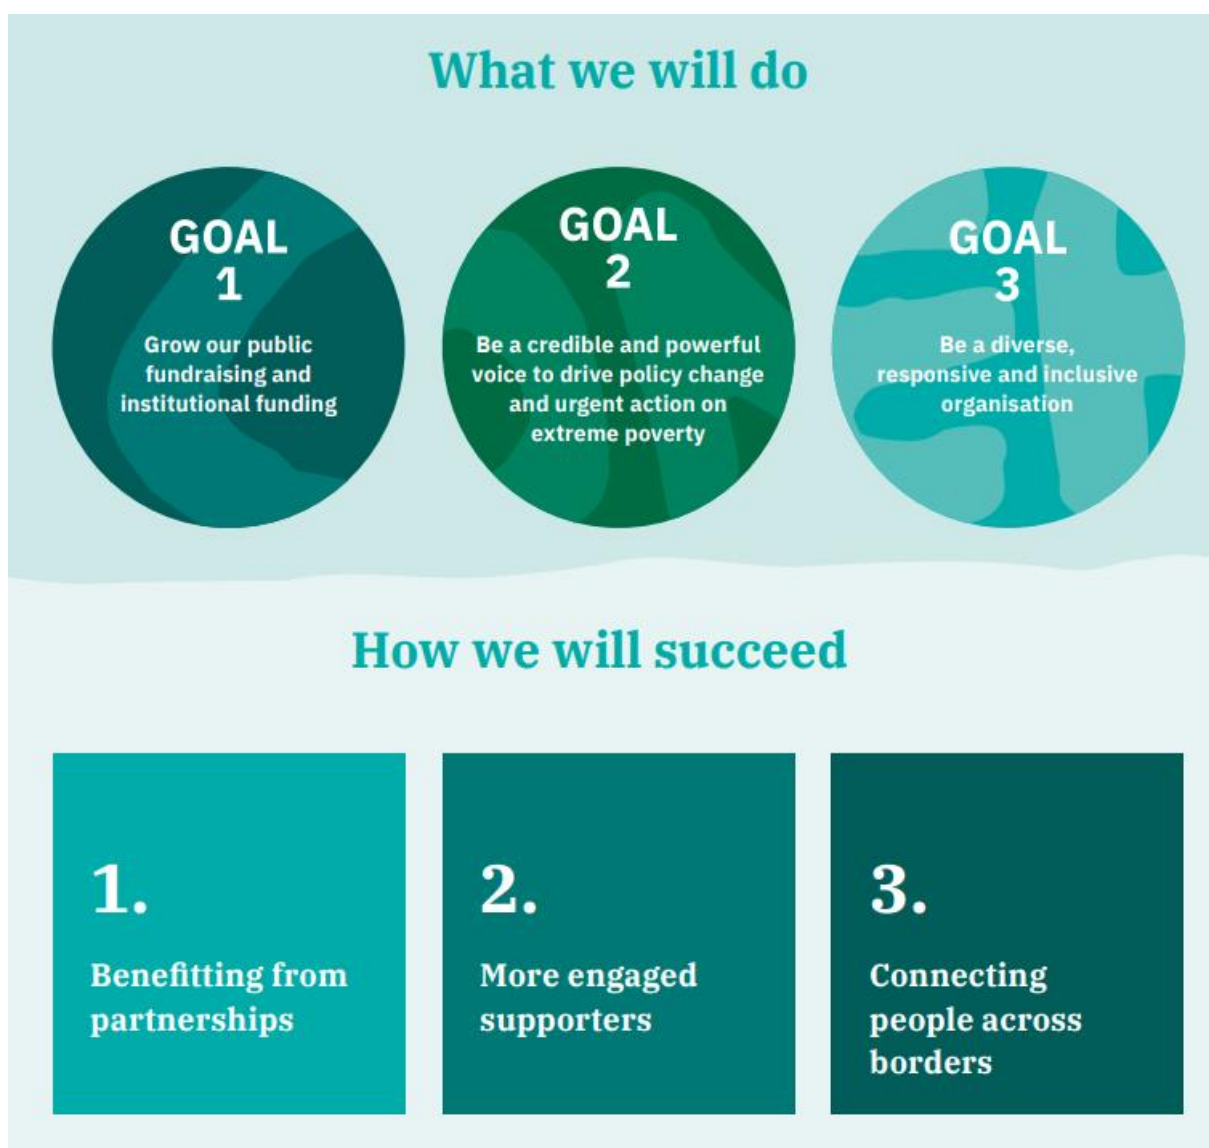 What we will do
GOAL
1
Grow our public
fundraising and
institutional funding
GOAL
2
Be a credible and powerful
voice to drive policy change
and urgent action on
extreme poverty
GOAL
3
Be a diverse,
responsive and inclusive
organisation
How we will succeed
1.
Benefitting from
partnerships
2.
More engaged
supporters
3.
Connecting
people across
borders